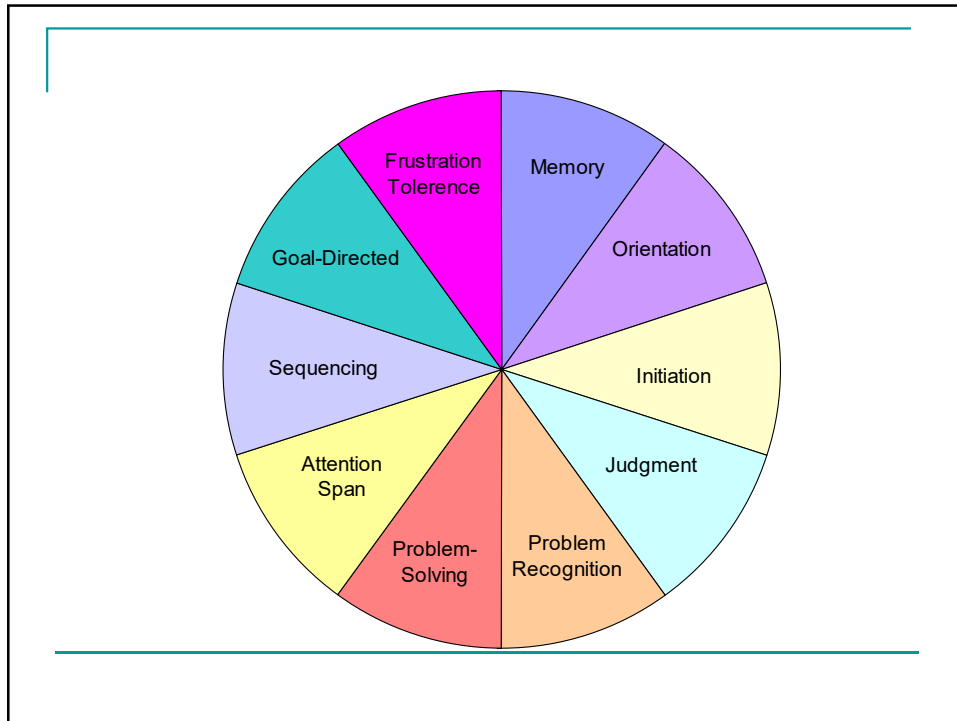 Frustration
Tolerence
Memory
Orientation
Goal-Directed
Initiation
Sequencing
Judgment
Attention
Span
Problem
Recognition
Problem-
Solving